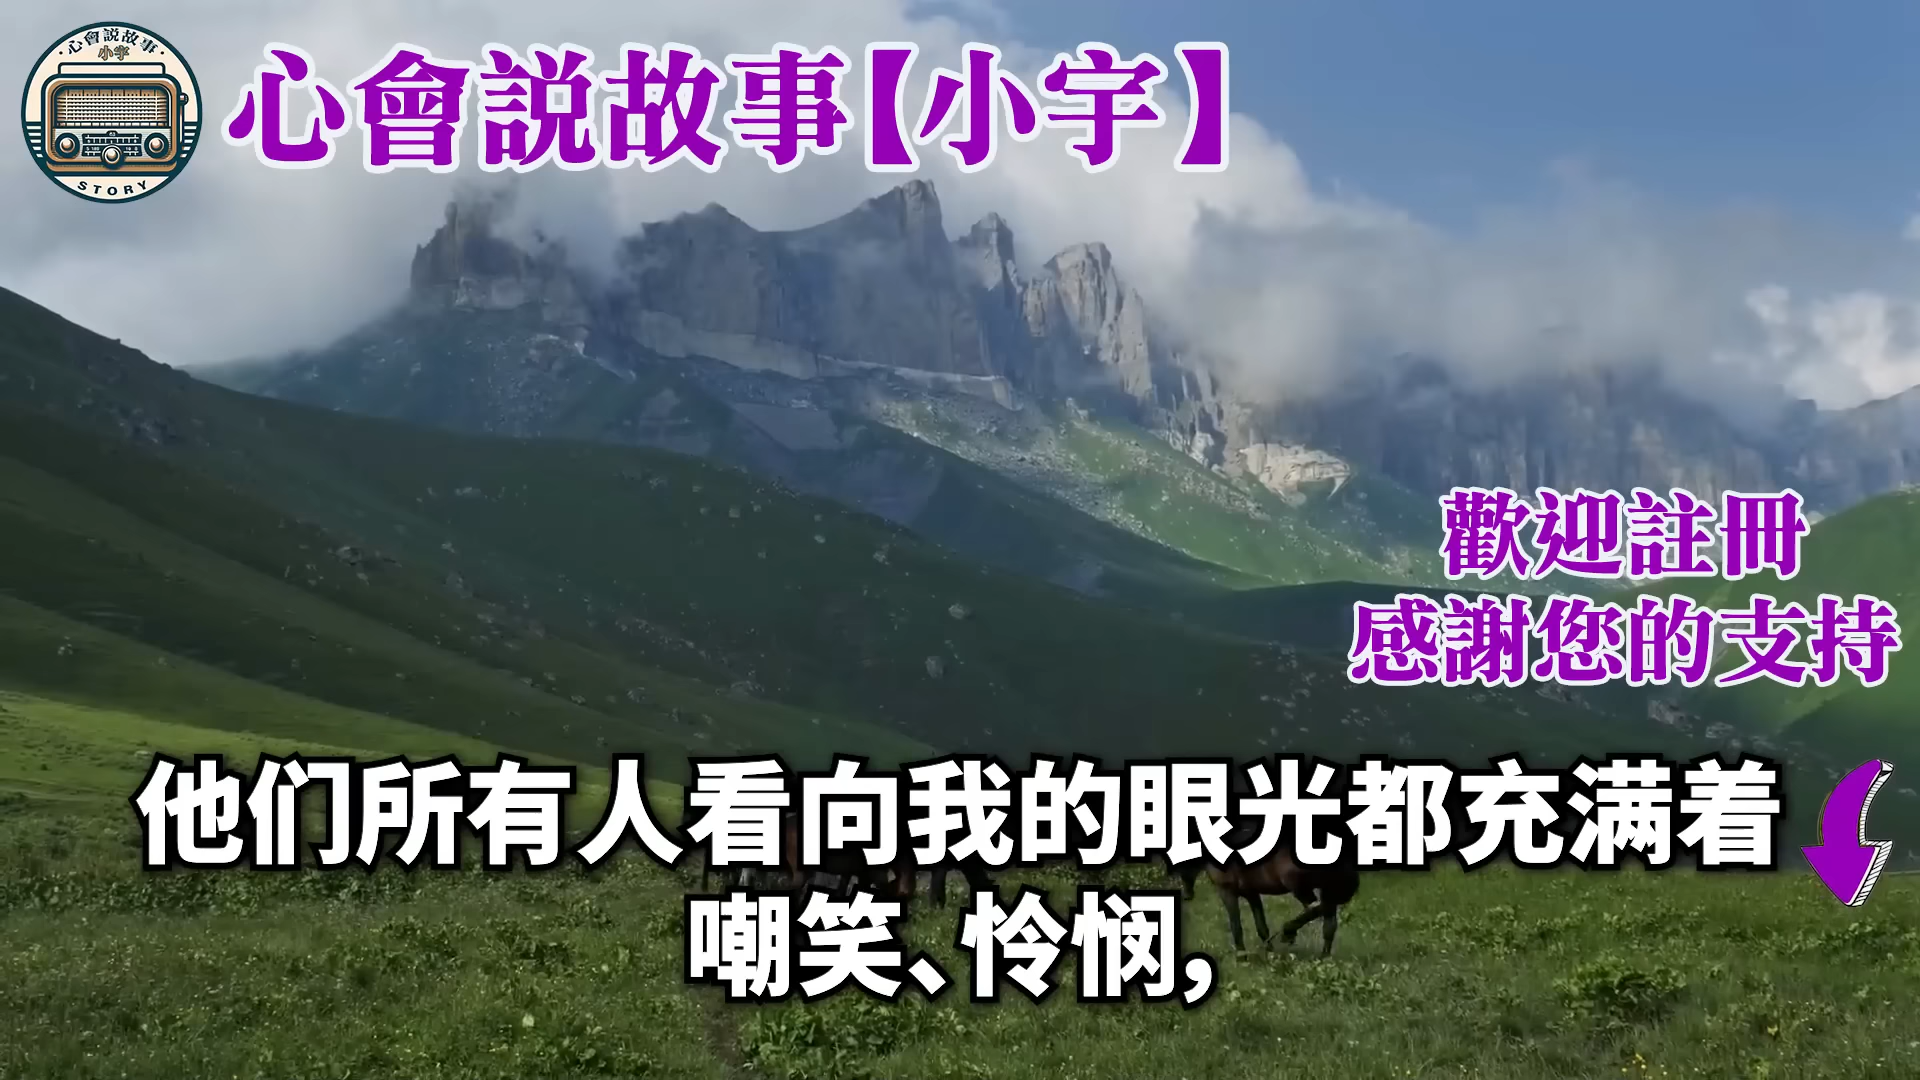 ·心會説故事·
小宇
STORY
心會説故事【小宇】
歡迎註冊
感謝您的支持
他们所有人看向我的眼光都充满着
嘲笑、怜悯,